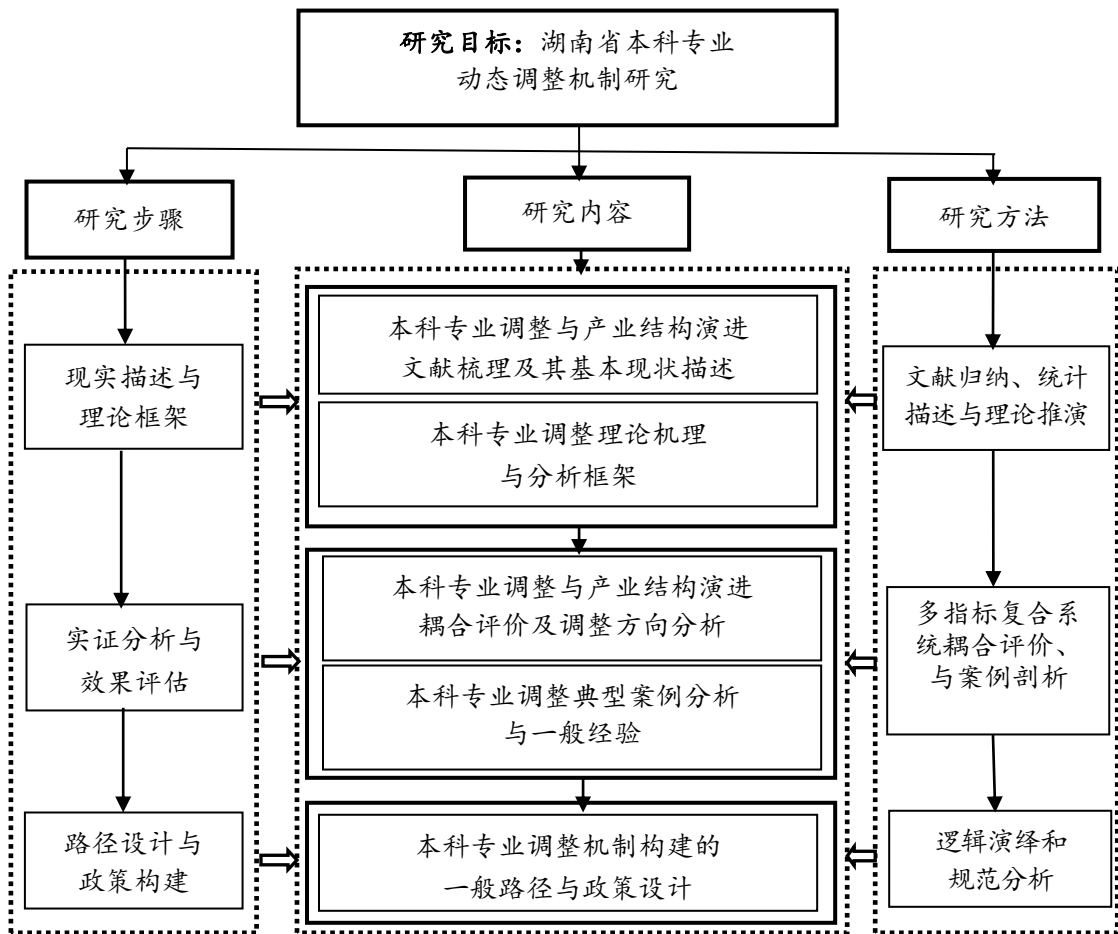 研究目标：湖南省本科专业
动态调整机制研究
研究步骤
研究内容
研究方法
现实描述与
理论框架
本科专业调整与产业结构演进
文献梳理及其基本现状描述
本科专业调整理论机理
与分析框架
文献归纳、统计
描述与理论推演
实证分析与
效果评估
本科专业调整与产业结构演进
耦合评价及调整方向分析
本科专业调整典型案例分析
与一般经验
多指标复合系
统耦合评价、
与案例剖析
路径设计与
政策构建
本科专业调整机制构建的
一般路径与政策设计
逻辑演绎和
规范分析